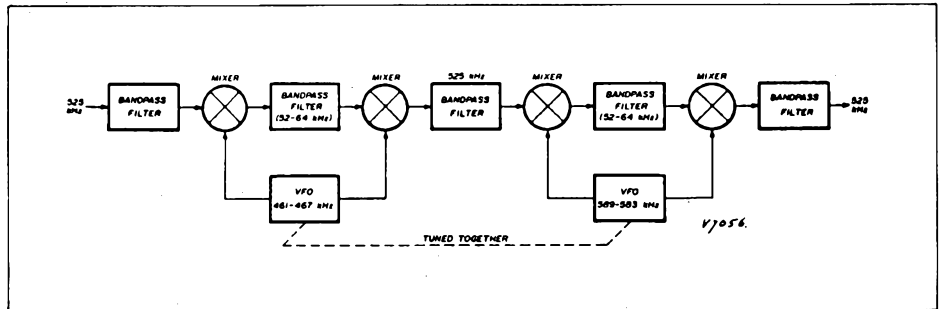 525
kHz
BANDPASS
FILTER
MIXER
BANDPASS
FILTER
(52-64 kHz)
MIXER
525 kHz
BANDPASS
FILTER
MIXER
BANDPASS
FILTER
(52-64 kHz)
MIXER
BANDPASS
FILTER
525
kHz
VFO
461-467 kHz
VFO
589-583 kHz
TUNED TOGETHER
V7056.